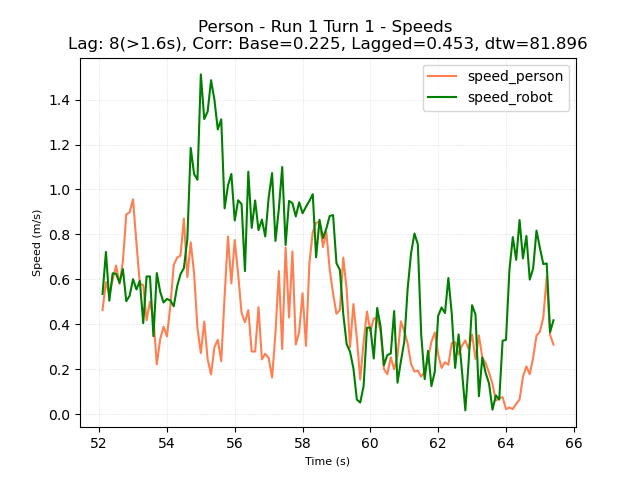 Person - Run 1 Turn 1 - Speeds
Lag: 8(>1.6s), Corr: Base=0.225, Lagged=0.453, dtw=81.896
speed_person
speed_robot
1.4
1.2
1.0
0.8
0.6
0.4
0.2
0.0
Speed (m/s)
52 54 56 58 60 62 64 66
Time (s)